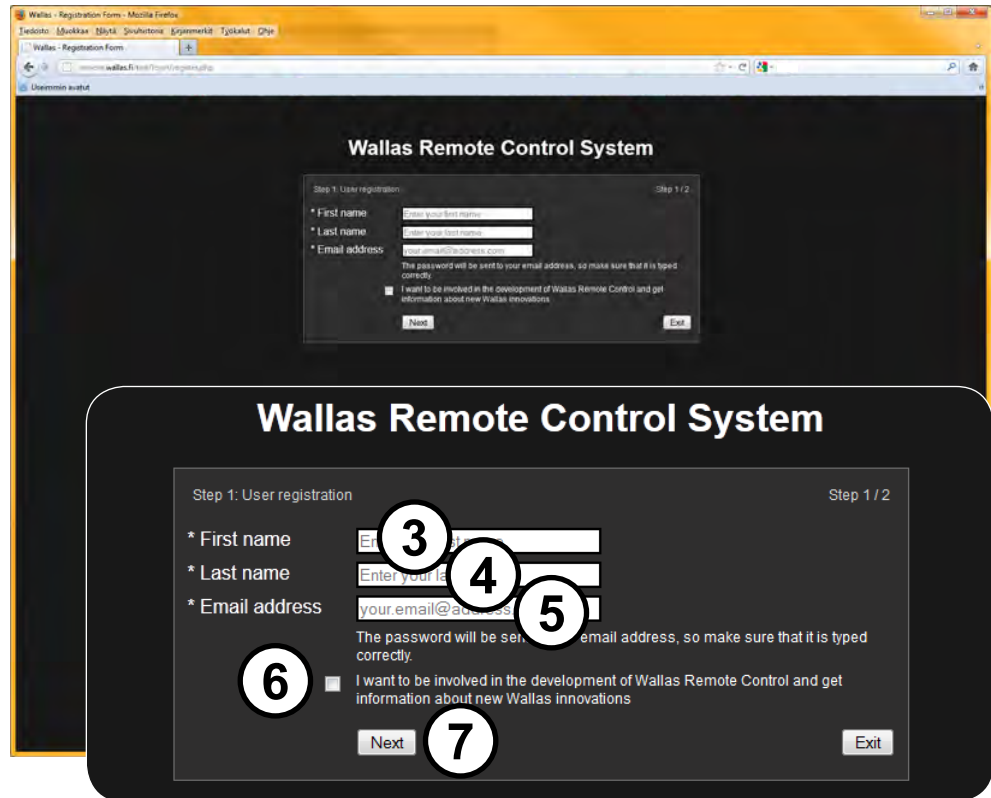 Wallas - Registration Form - Mozilla Firefox
Tiedosto Muokkaa Näytä Sivuhistoria Kirjanmerkit Työkalut Ohje
Wallas - Registration Form +
wallas.fi
Useimmin avatut
Wallas Remote Control System
Step 1: User registration Step 1 / 2
* First name Enter your first name
* Last name Enter your last name
* Email address your.email@address.com
The password will be sent to your email address, so make sure that it is typed
correctly.
I want to be involved in the development of Wallas Remote Control and get
information about new Wallas innovations
Next Exit
Wallas Remote Control System
Step 1: User registration Step 1 / 2
* First name 3
* Last name Enter your 4
* Email address 5
The password will be email address, so make sure that it is typed
correctly.
6 I want to be involved in the development of Wallas Remote Control and get
information about new Wallas innovations
Next 7 Exit